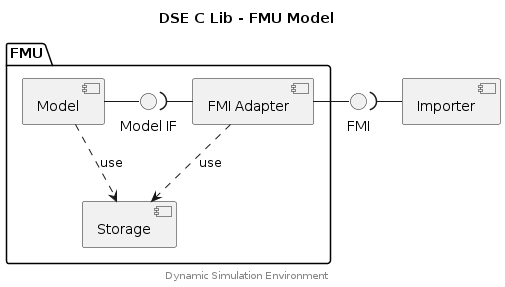 DSE C Lib - FMU Model
FMU
Model
Model IF
FMI Adapter
FMI
Importer
use
use
Storage
Dynamic Simulation Environment